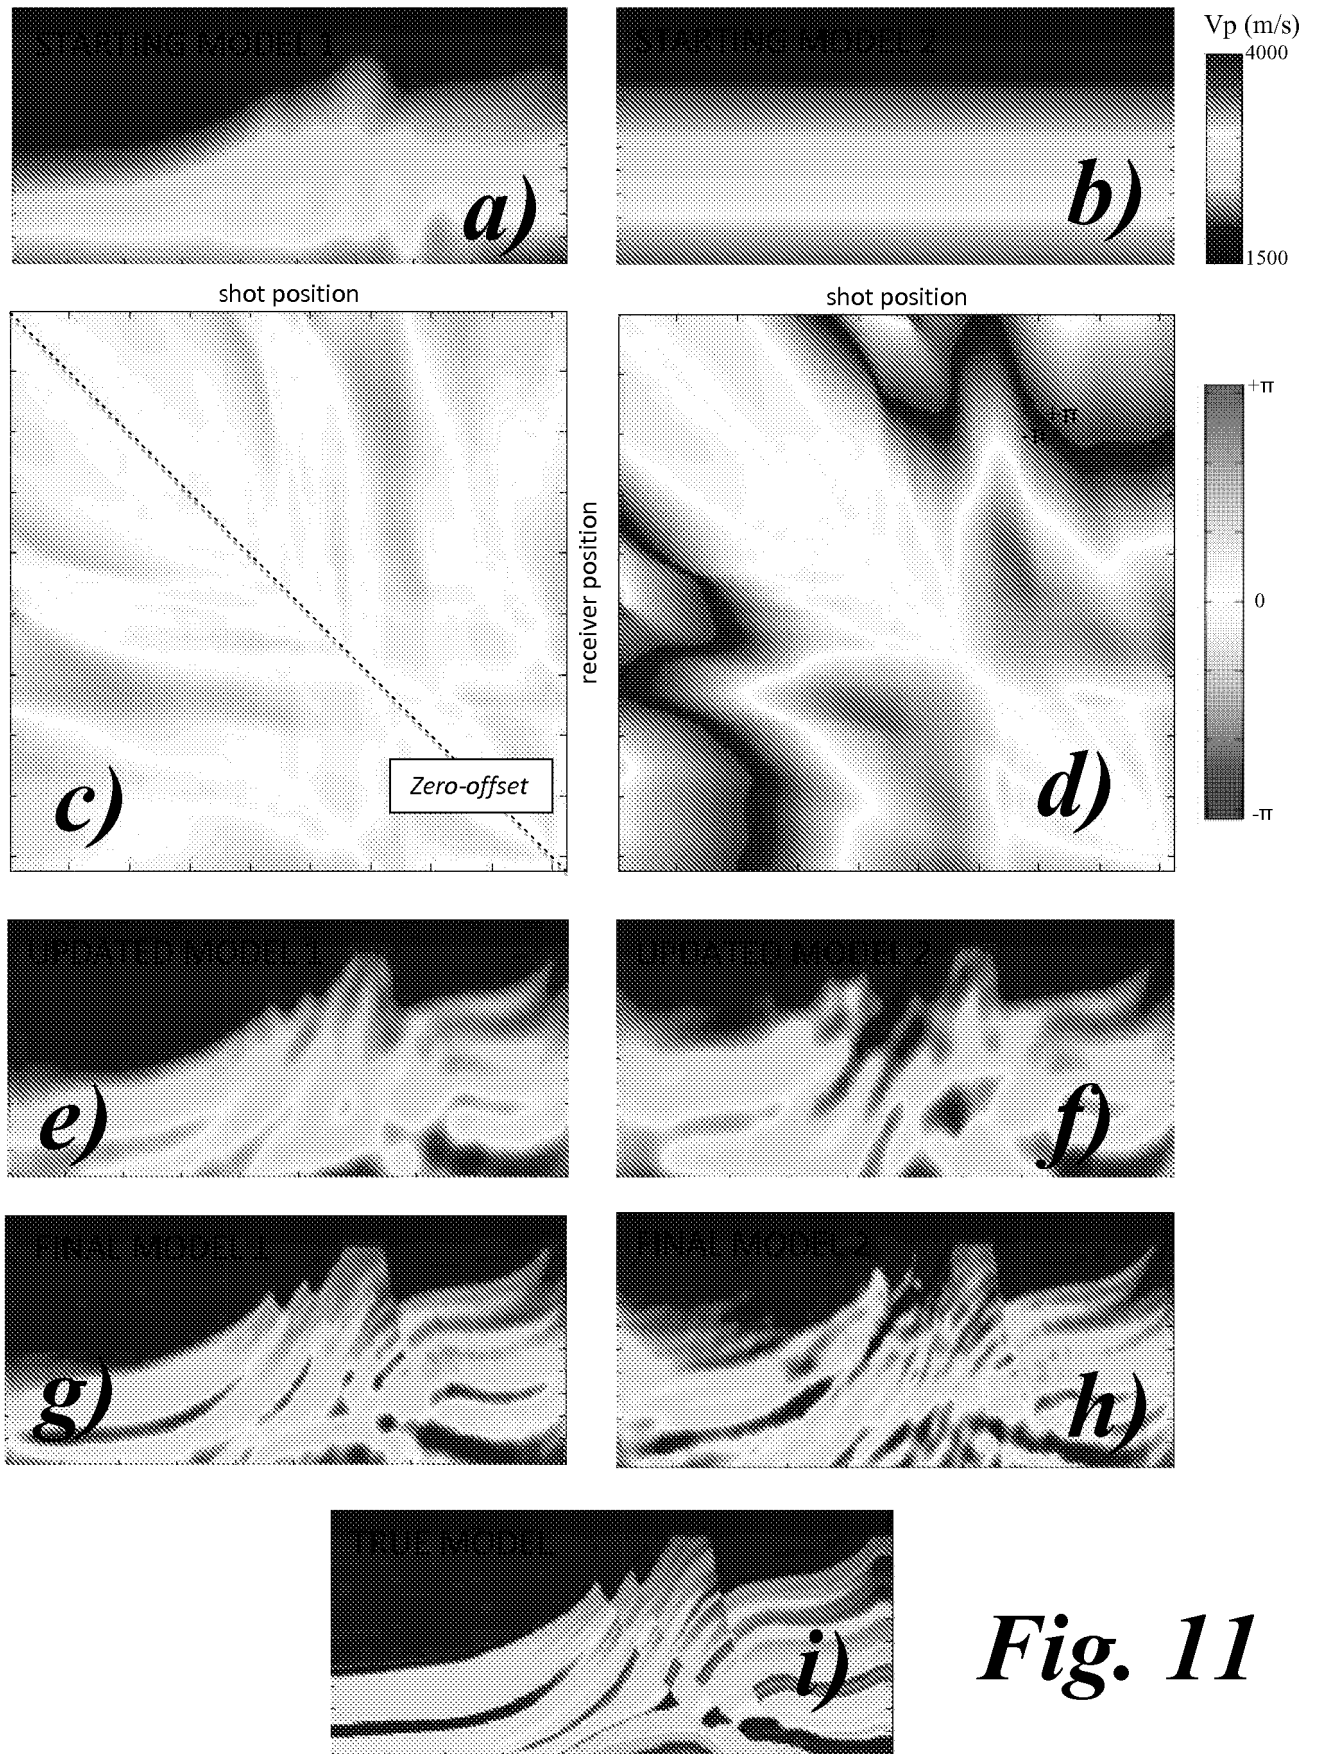 STARTING MODEL 1
STARTING MODEL 2
Vp (m/s)
4000
a)
b)
1500
shot position
shot position
+π
+π
-π
receiver position
0
Zero-offset
c)
d)
-π
UPDATED MODEL 1
UPDATED MODEL 2
e)
f)
FINAL MODEL 1
FINAL MODEL 2
g)
h)
TRUE MODEL
i)
Fig. 11